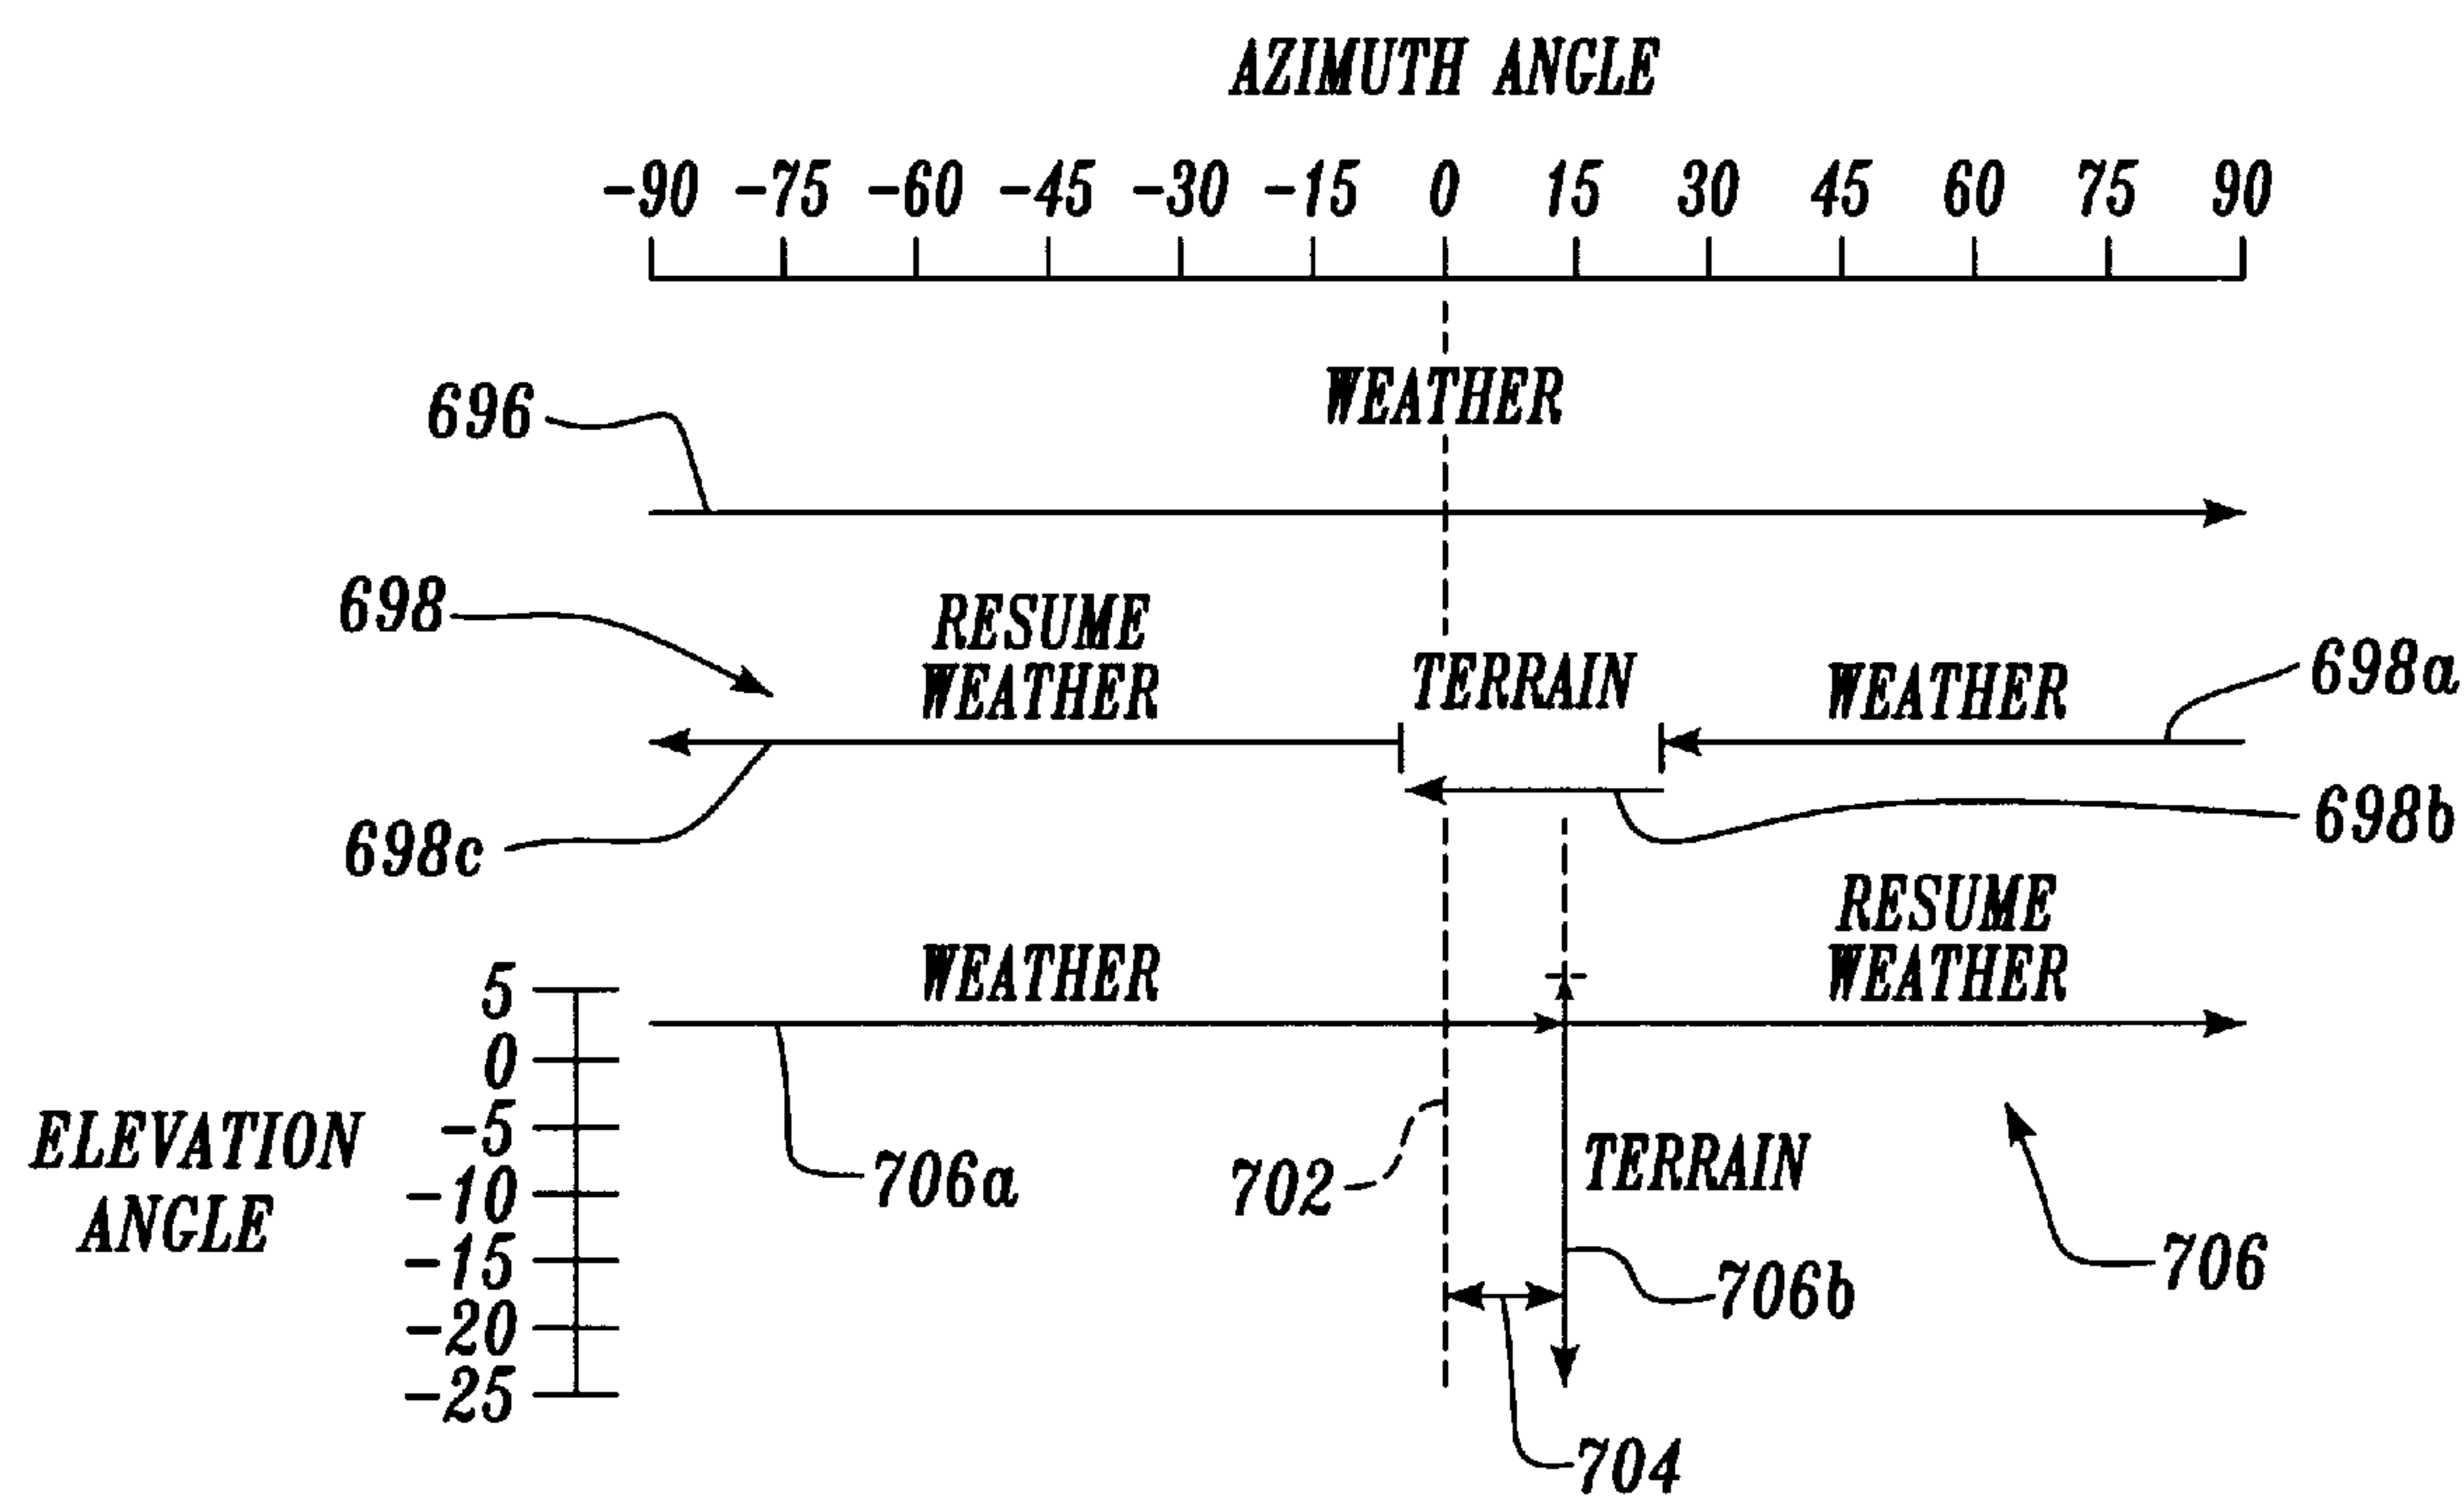 AZIMUTH ANGLE
-90 -75 -60 -45 -30 -15 0 15 30 45 60 75 90
WEATHER
696
698
RESUME
WEATHER
TERRAIN
WEATHER
698a
698c
698b
WEATHER
RESUME
WEATHER
5
0
-5
-10
-15
-20
-25
ELEVATION
ANGLE
706a
702
TERRAIN
706b
706
704